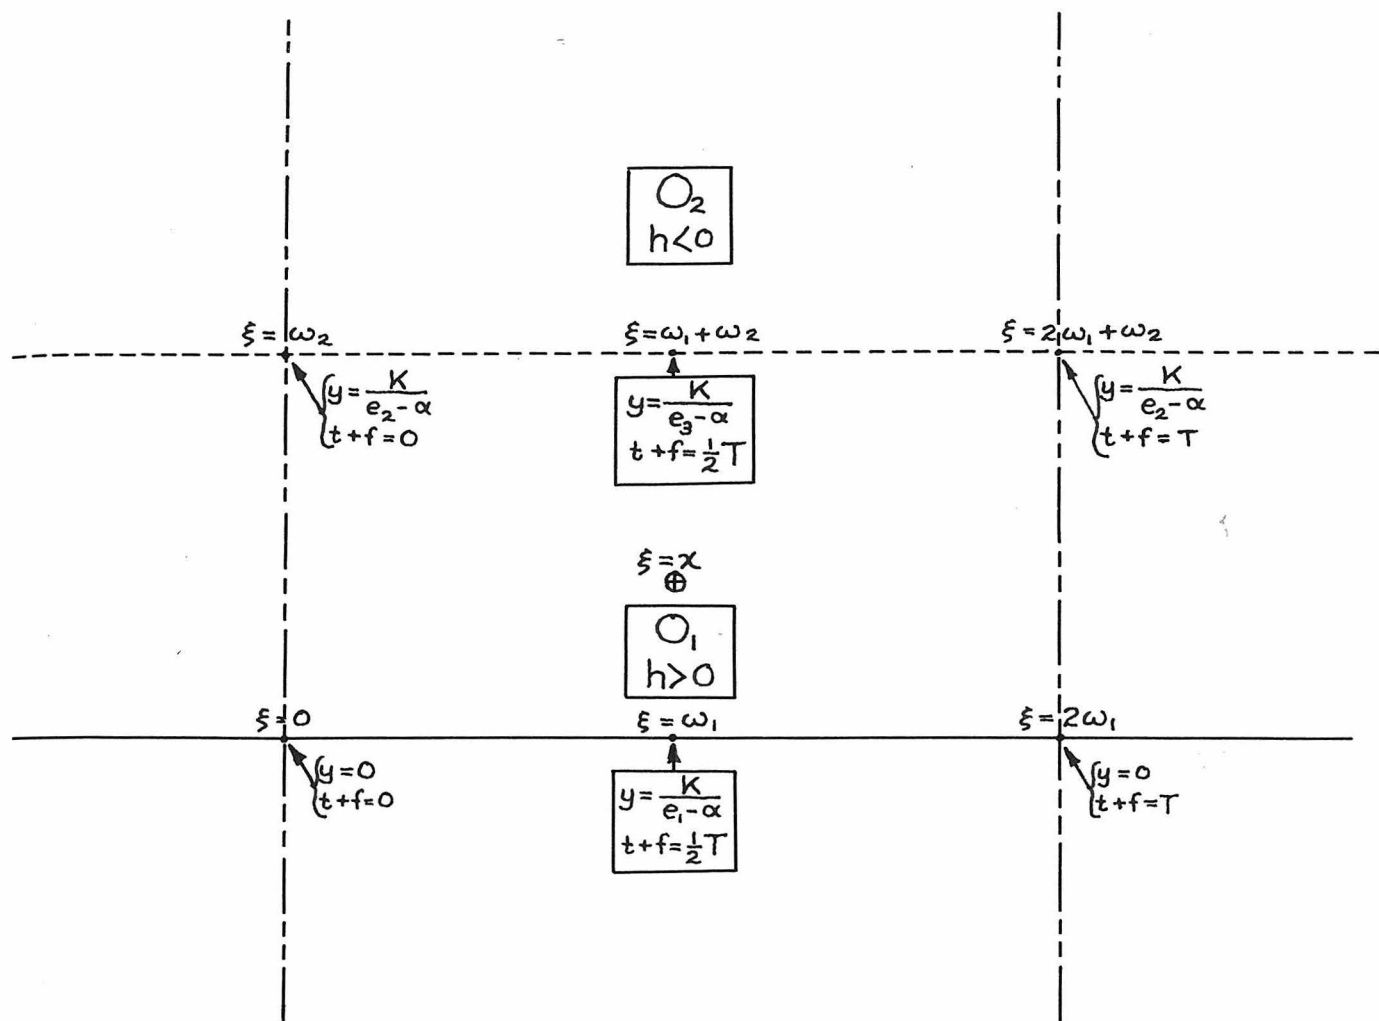 O₂
h<0
ξ=ω₂
ξ=ω₁+ω₂
ξ=2ω₁+ω₂
y=K/(e₂-α)
t+f=0
y=K/(e₃-α)
t+f=½T
y=K/(e₂-α)
t+f=T
ξ=x
O₁
h>0
ξ=0
ξ=ω₁
ξ=2ω₁
y=0
t+f=0
y=K/(e₁-α)
t+f=½T
y=0
t+f=T